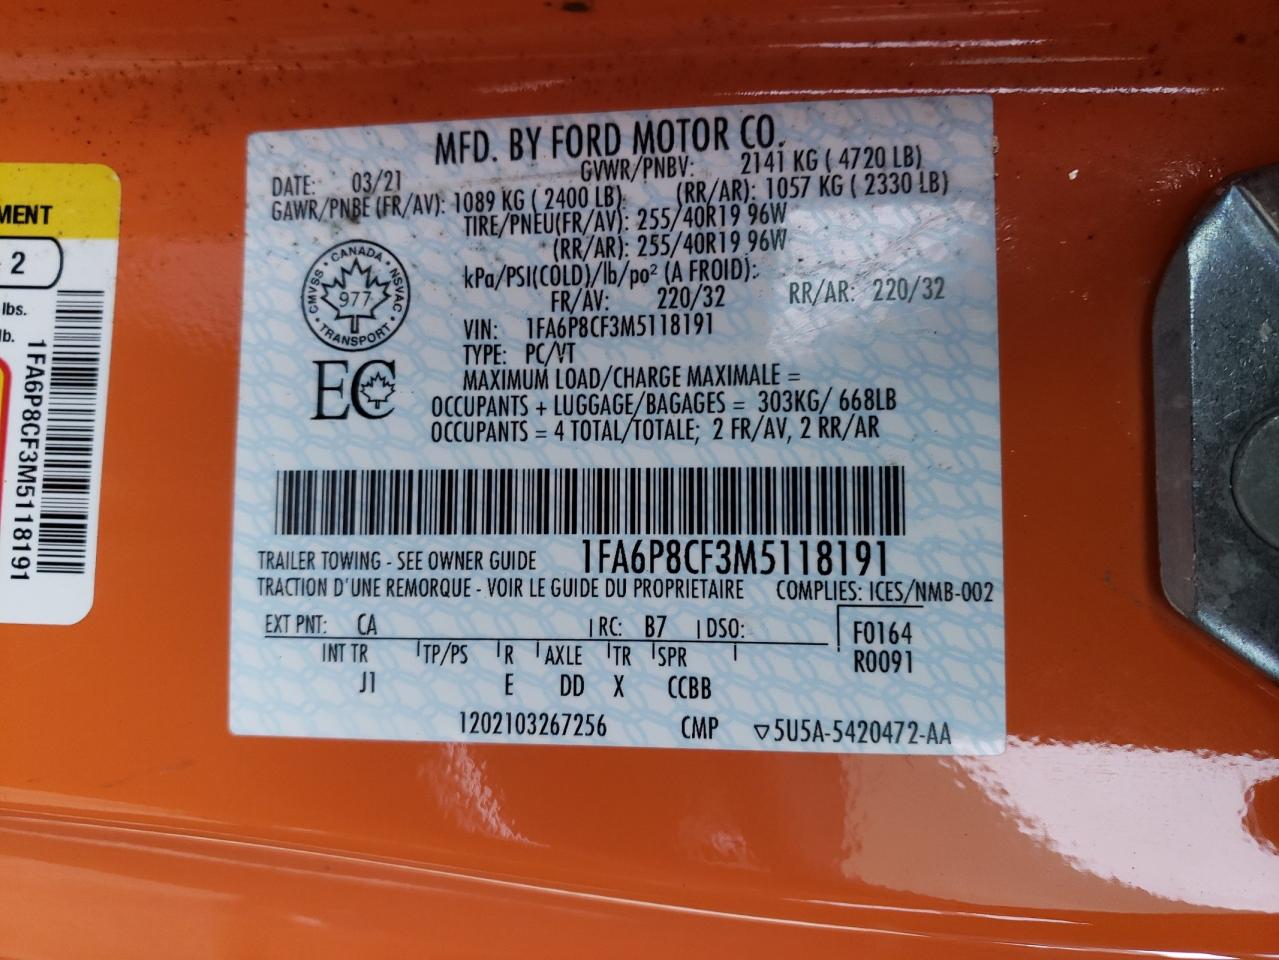 MFD. BY FORD MOTOR CO.
DATE: 03/21 GVWR/PNBV: 2141 KG ( 4720 LB)
GAWR/PNBE (FR/AV): 1089 KG ( 2400 LB) (RR/AR): 1057 KG ( 2330 LB)
TIRE/PNEU(FR/AV): 255/40R19 96W
(RR/AR): 255/40R19 96W
kPa/PSI(COLD)/lb/po² (A FROID):
FR/AV: 220/32 RR/AR: 220/32
VIN: 1FA6P8CF3M5118191
TYPE: PC/VT
MAXIMUM LOAD/CHARGE MAXIMALE =
OCCUPANTS + LUGGAGE/BAGAGES = 303KG/ 668LB
OCCUPANTS = 4 TOTAL/TOTALE; 2 FR/AV, 2 RR/AR
CANADA
CMVSS 977 NSVAC
TRANSPORT
EC
TRAILER TOWING - SEE OWNER GUIDE 1FA6P8CF3M5118191
TRACTION D'UNE REMORQUE - VOIR LE GUIDE DU PROPRIETAIRE COMPLIES: ICES/NMB-002
EXT PNT: CA RC: B7 DSO: F0164
INT TR TP/PS R AXLE TR SPR R0091
J1 E DD X CCBB
1202103267256 CMP ▽5U5A-5420472-AA
MENT
2
lbs.
lb.
1FA6P8CF3M5118191